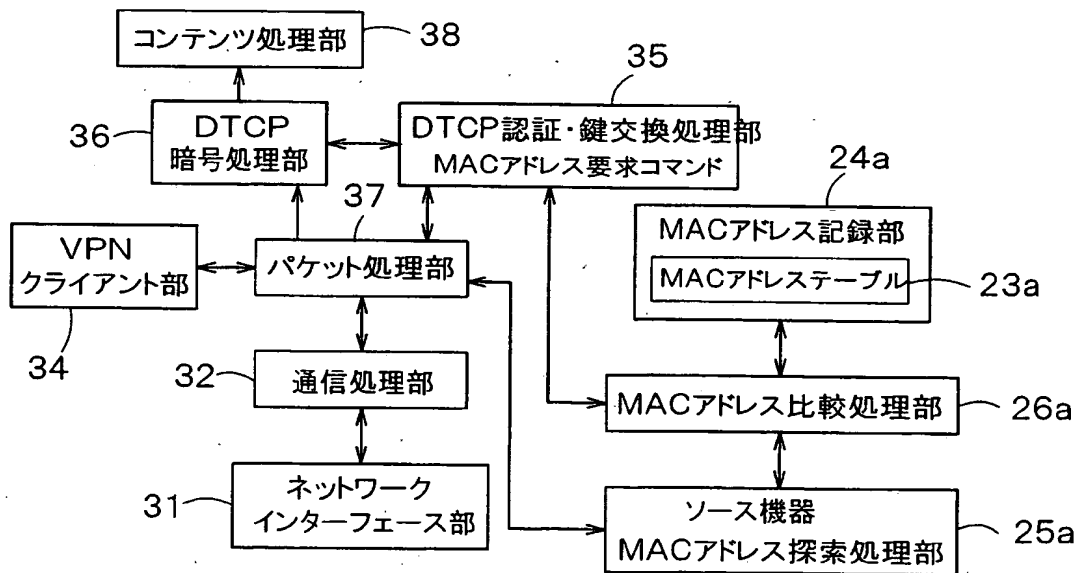 コンテンツ処理部
38
35
36
DTCP
暗号処理部
DTCP認証・鍵交換処理部
MACアドレス要求コマンド
24a
37
VPN
クライアント部
パケット処理部
MACアドレス記録部
MACアドレステーブル
23a
34
32
通信処理部
MACアドレス比較処理部
26a
31
ネットワーク
インターフェース部
ソース機器
MACアドレス探索処理部
25a